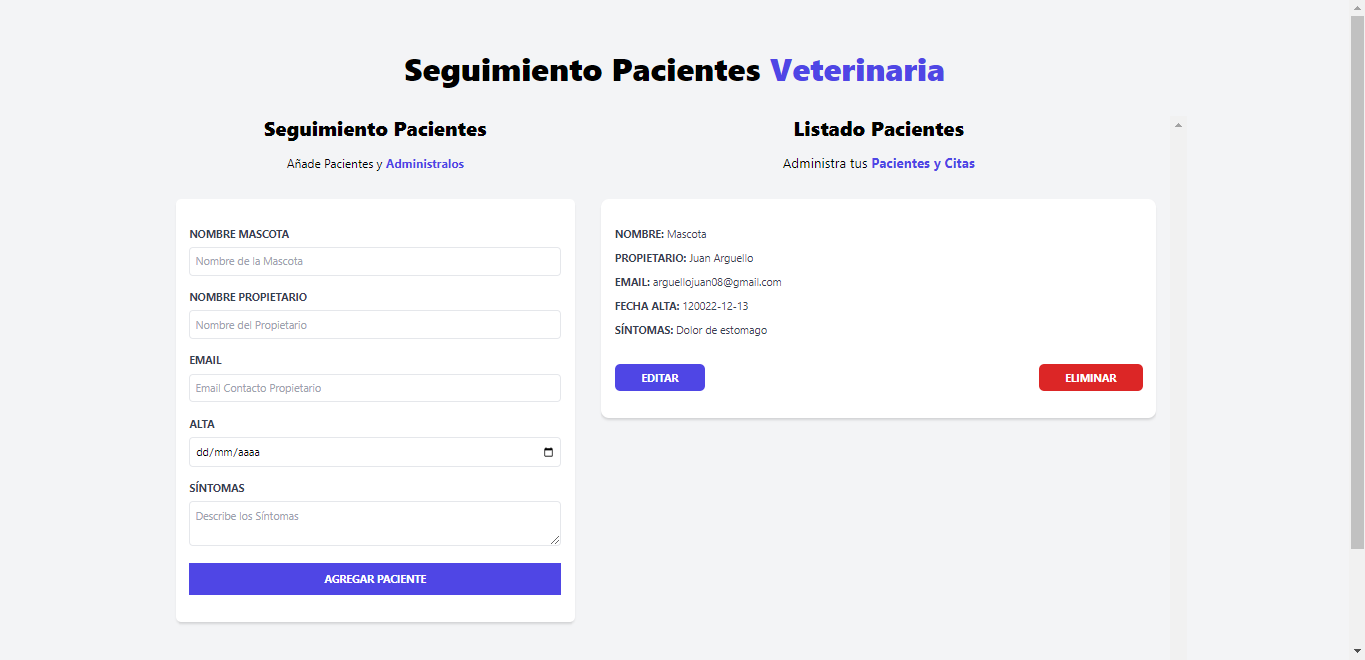 Seguimiento Pacientes Veterinaria
Seguimiento Pacientes
Añade Pacientes y Administralos
NOMBRE MASCOTA
Nombre de la Mascota
NOMBRE PROPIETARIO
Nombre del Propietario
EMAIL
Email Contacto Propietario
ALTA
dd/mm/aaaa
SÍNTOMAS
Describe los Síntomas
AGREGAR PACIENTE
Listado Pacientes
Administra tus Pacientes y Citas
NOMBRE: Mascota
PROPIETARIO: Juan Arguello
EMAIL: arguellojuan08@gmail.com
FECHA ALTA: 120022-12-13
SÍNTOMAS: Dolor de estomago
EDITAR
ELIMINAR